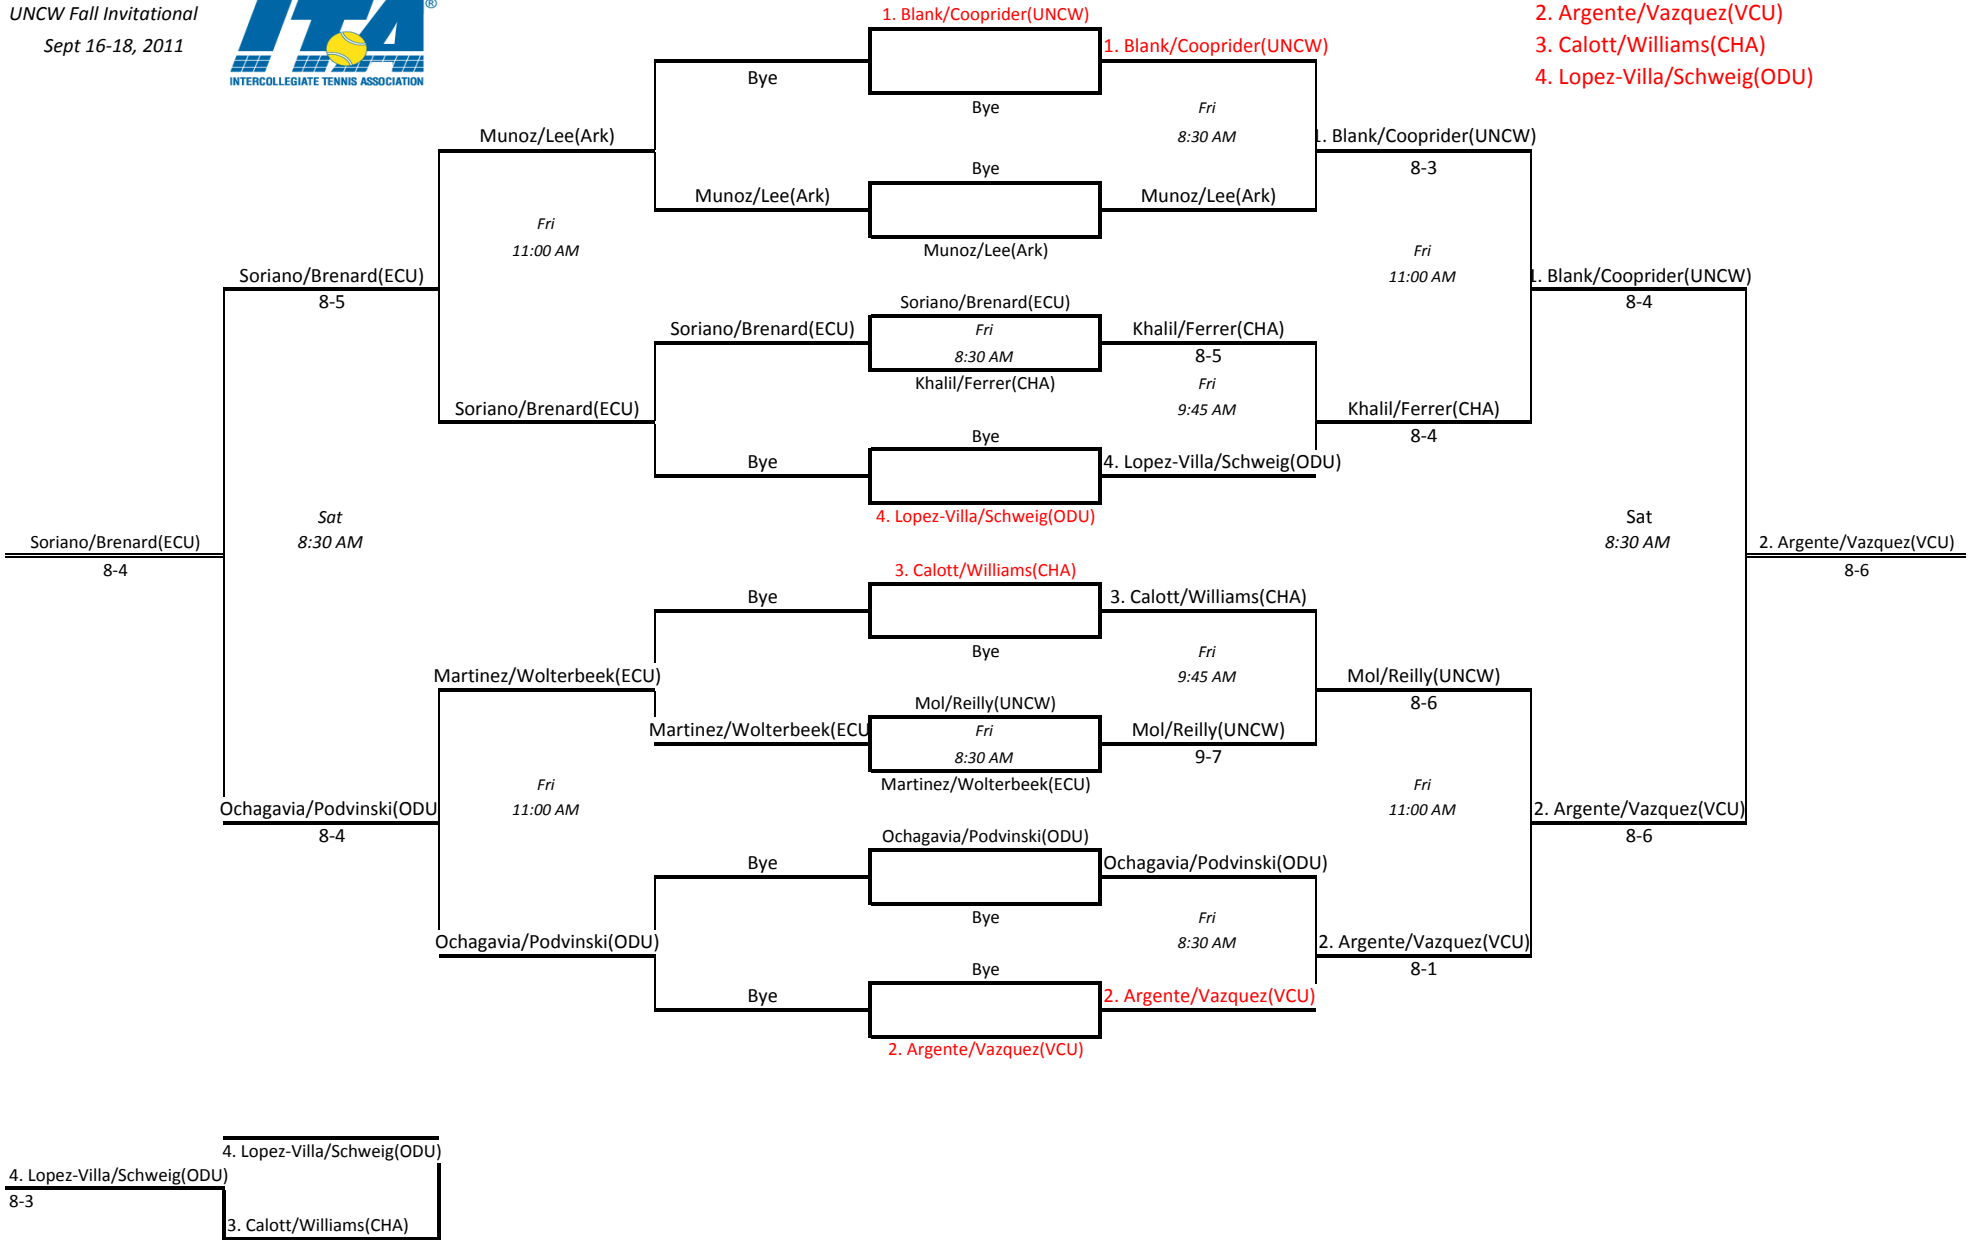 UNCW Fall Invitational
Sept 16-18, 2011
ITA®
INTERCOLLEGIATE TENNIS ASSOCIATION
2. Argente/Vazquez(VCU)
3. Calott/Williams(CHA)
4. Lopez-Villa/Schweig(ODU)
1. Blank/Cooprider(UNCW)
1. Blank/Cooprider(UNCW)
Bye
Bye
Fri
8:30 AM
Munoz/Lee(Ark)
1. Blank/Cooprider(UNCW)
8-3
Bye
Munoz/Lee(Ark)
Munoz/Lee(Ark)
Munoz/Lee(Ark)
Fri
11:00 AM
Fri
11:00 AM
Soriano/Brenard(ECU)
8-5
1. Blank/Cooprider(UNCW)
8-4
Soriano/Brenard(ECU)
Soriano/Brenard(ECU)
Fri
8:30 AM
Khalil/Ferrer(CHA)
8-5
Khalil/Ferrer(CHA)
Fri
9:45 AM
Soriano/Brenard(ECU)
Khalil/Ferrer(CHA)
8-4
Bye
Bye
4. Lopez-Villa/Schweig(ODU)
4. Lopez-Villa/Schweig(ODU)
Sat
8:30 AM
Sat
8:30 AM
Soriano/Brenard(ECU)
8-4
2. Argente/Vazquez(VCU)
8-6
3. Calott/Williams(CHA)
Bye
3. Calott/Williams(CHA)
Bye
Fri
9:45 AM
Martinez/Wolterbeek(ECU)
Mol/Reilly(UNCW)
8-6
Mol/Reilly(UNCW)
Martinez/Wolterbeek(ECU
Fri
8:30 AM
Mol/Reilly(UNCW)
9-7
Martinez/Wolterbeek(ECU)
Fri
11:00 AM
Fri
11:00 AM
Ochagavia/Podvinski(ODU
8-4
2. Argente/Vazquez(VCU)
8-6
Ochagavia/Podvinski(ODU)
Bye
Ochagavia/Podvinski(ODU)
Bye
Fri
8:30 AM
Ochagavia/Podvinski(ODU)
2. Argente/Vazquez(VCU)
8-1
Bye
Bye
2. Argente/Vazquez(VCU)
2. Argente/Vazquez(VCU)
4. Lopez-Villa/Schweig(ODU)
4. Lopez-Villa/Schweig(ODU)
8-3
3. Calott/Williams(CHA)